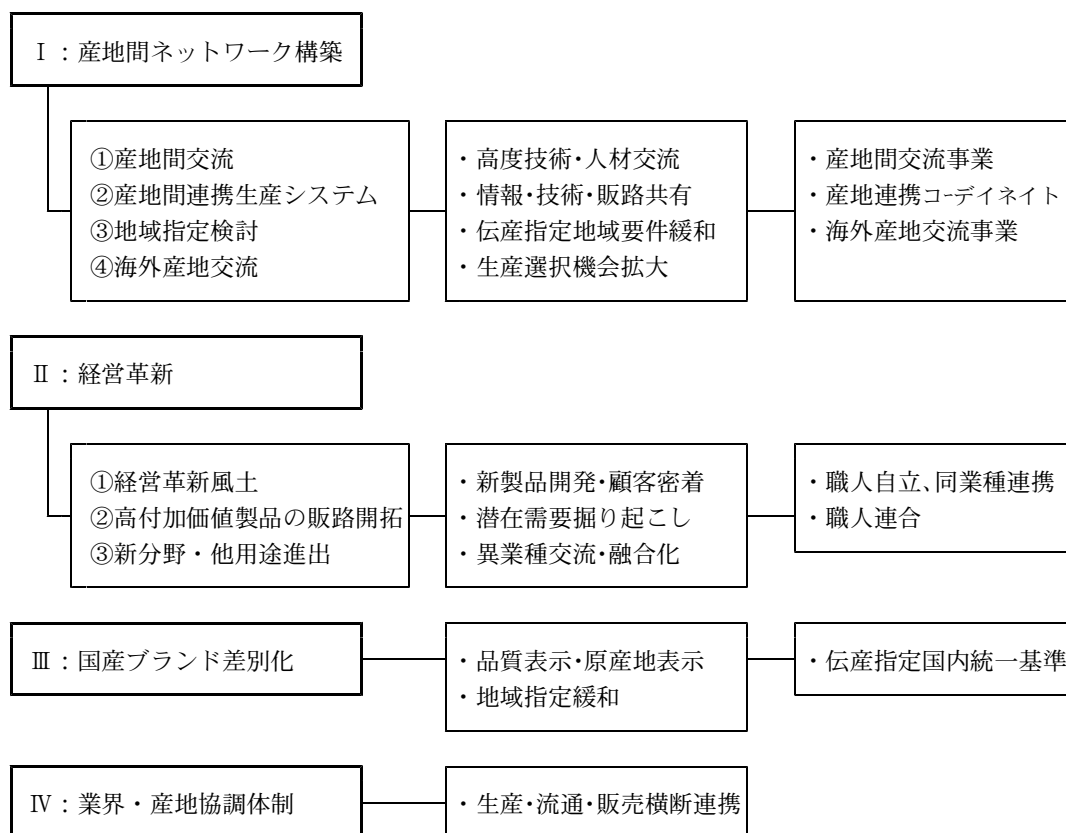 Ⅰ：産地間ネットワーク構築
①産地間交流
②産地間連携生産システム
③地域指定検討
④海外産地交流
・高度技術・人材交流
・情報・技術・販路共有
・伝産指定地域要件緩和
・生産選択機会拡大
・産地間交流事業
・産地連携コーデイネイト
・海外産地交流事業
Ⅱ：経営革新
①経営革新風土
②高付加価値製品の販路開拓
③新分野・他用途進出
・新製品開発・顧客密着
・潜在需要掘り起こし
・異業種交流・融合化
・職人自立、同業種連携
・職人連合
Ⅲ：国産ブランド差別化
・品質表示・原産地表示
・地域指定緩和
・伝産指定国内統一基準
Ⅳ：業界・産地協調体制
・生産・流通・販売横断連携